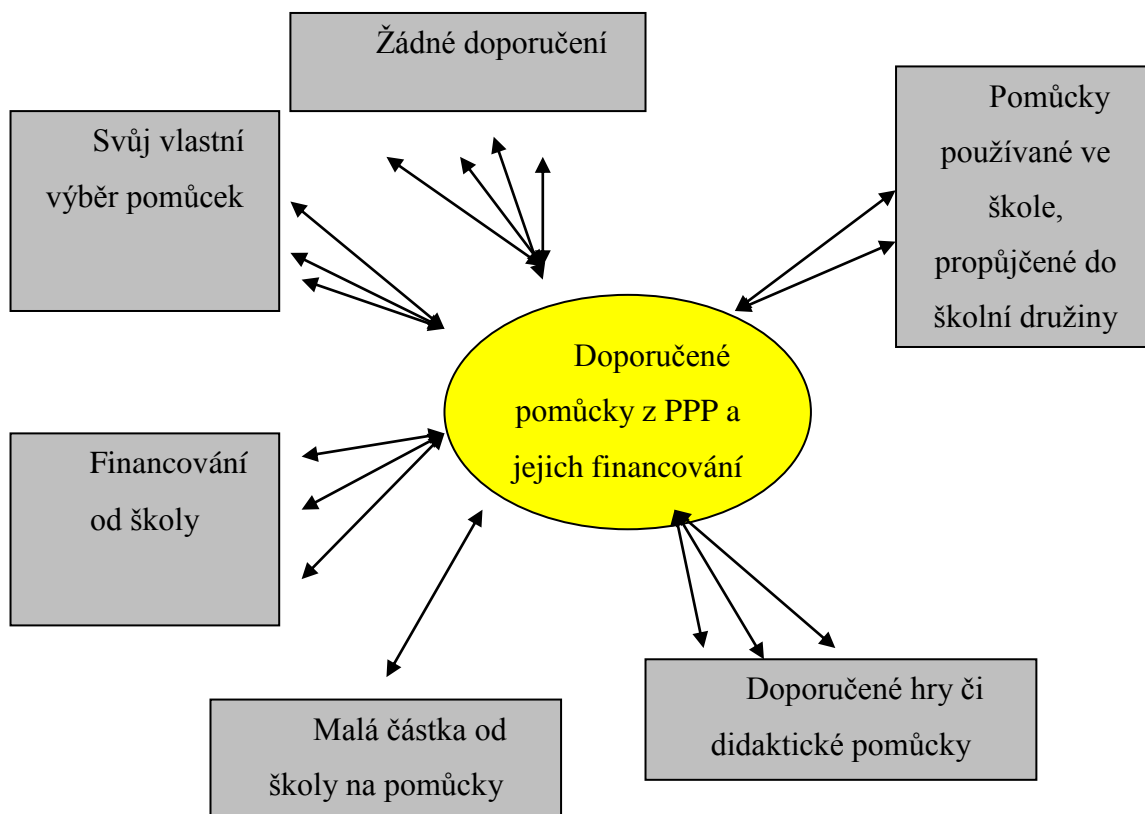 Žádné doporučení
Svůj vlastní
výběr pomůcek
Pomůcky
používané ve
škole,
propůjčené do
školní družiny
Doporučené
pomůcky z PPP a
jejich financování
Financování
od školy
Doporučené hry či
didaktické pomůcky
Malá částka od
školy na pomůcky